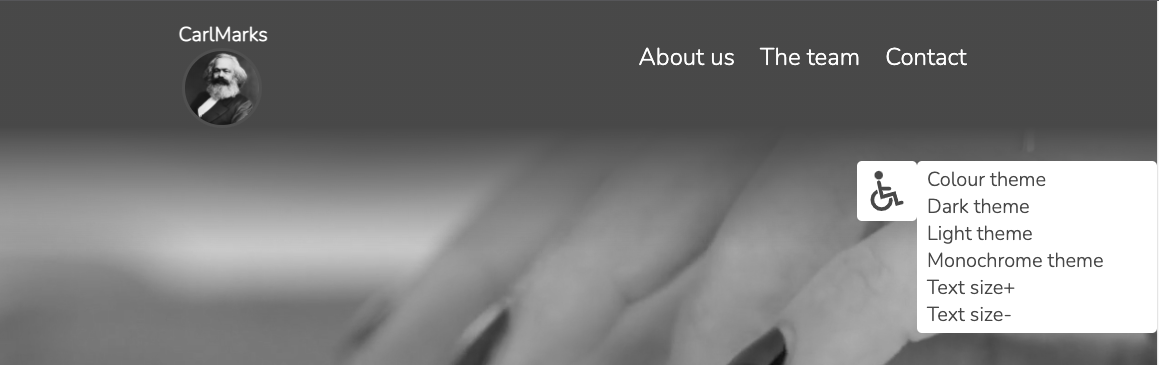 CarlMarks
About us The team Contact
Colour theme
Dark theme
Light theme
Monochrome theme
Text size+
Text size-